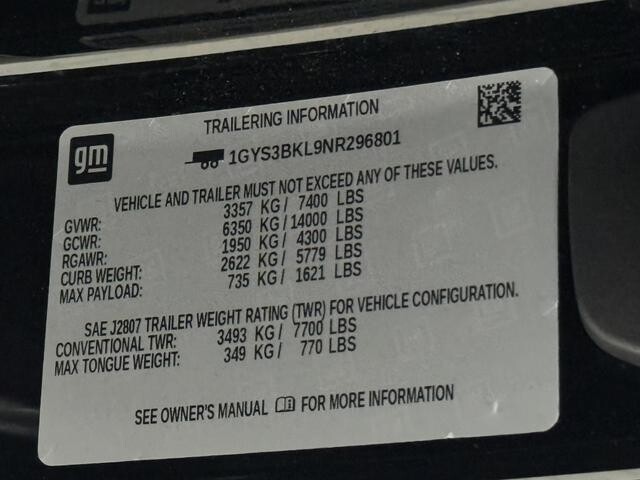 TRAILERING INFORMATION
gm
1GYS3BKL9NR296801
VEHICLE AND TRAILER MUST NOT EXCEED ANY OF THESE VALUES.
GVWR: 3357 KG / 7400 LBS
GCWR: 6350 KG / 14000 LBS
RGAWR: 1950 KG / 4300 LBS
CURB WEIGHT: 2622 KG / 5779 LBS
MAX PAYLOAD: 735 KG / 1621 LBS
SAE J2807 TRAILER WEIGHT RATING (TWR) FOR VEHICLE CONFIGURATION.
CONVENTIONAL TWR: 3493 KG / 7700 LBS
MAX TONGUE WEIGHT: 349 KG / 770 LBS
SEE OWNER'S MANUAL FOR MORE INFORMATION